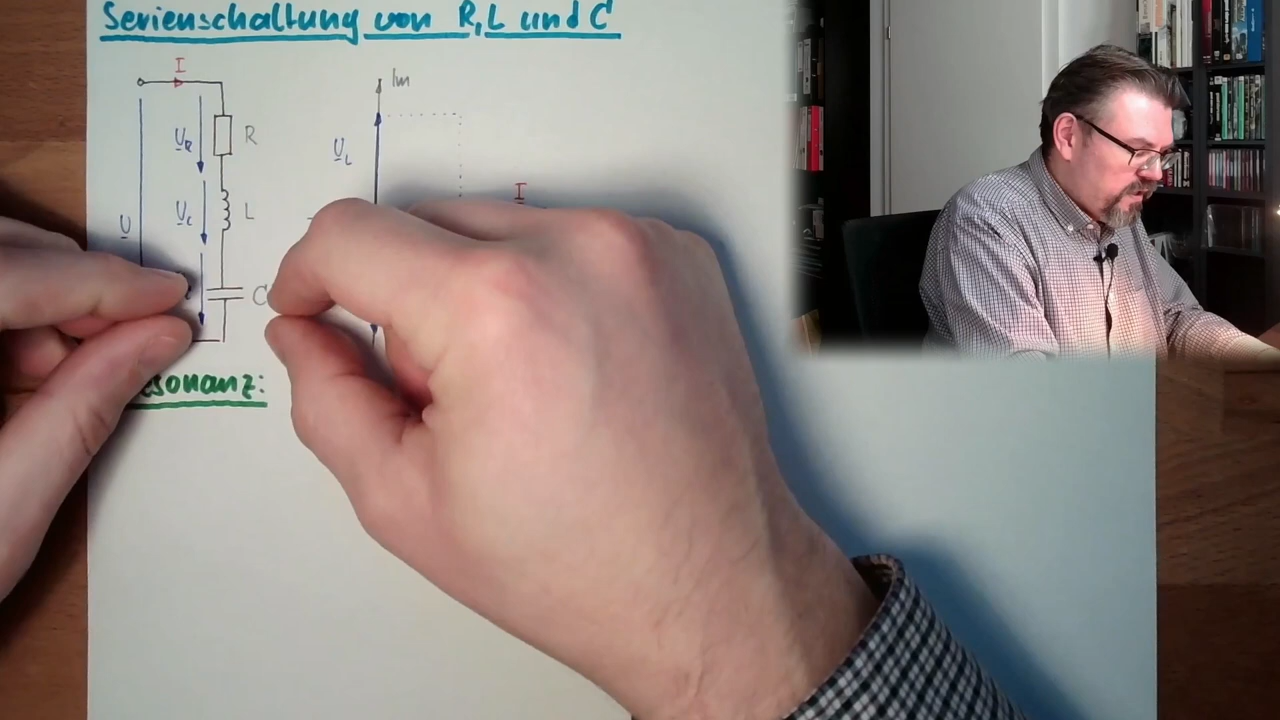 Serienschaltung von R, L und C
I
Im
U_R
R
U_L
I
U_L
L
U
C